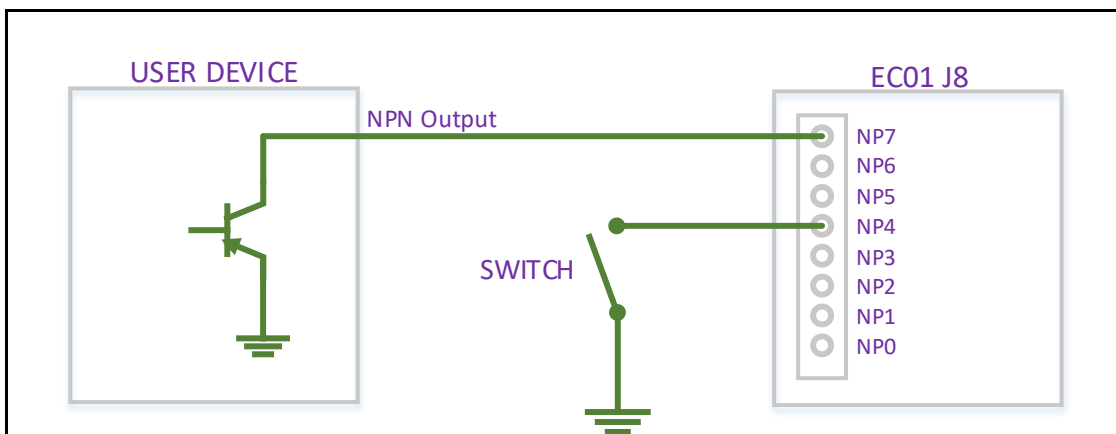 USER DEVICE
EC01 J8
NPN Output
NP7
NP6
NP5
NP4
SWITCH
NP3
NP2
NP1
NP0